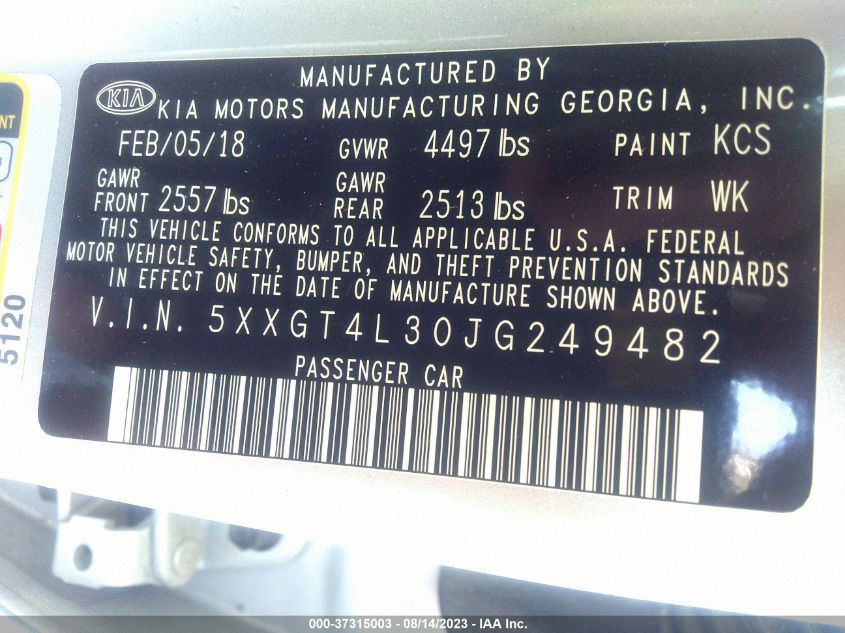 MANUFACTURED BY
KIA KIA MOTORS MANUFACTURING GEORGIA, INC.
FEB/05/18 GVWR 4497 lbs PAINT KCS
GAWR GAWR
FRONT 2557 lbs REAR 2513 lbs TRIM WK
THIS VEHICLE CONFORMS TO ALL APPLICABLE U.S.A. FEDERAL
MOTOR VEHICLE SAFETY, BUMPER, AND THEFT PREVENTION STANDARDS
IN EFFECT ON THE DATE OF MANUFACTURE SHOWN ABOVE.
V.I.N. 5XXGT4L30JG249482
PASSENGER CAR
5120
000-37315003 - 08/14/2023 - IAA Inc.